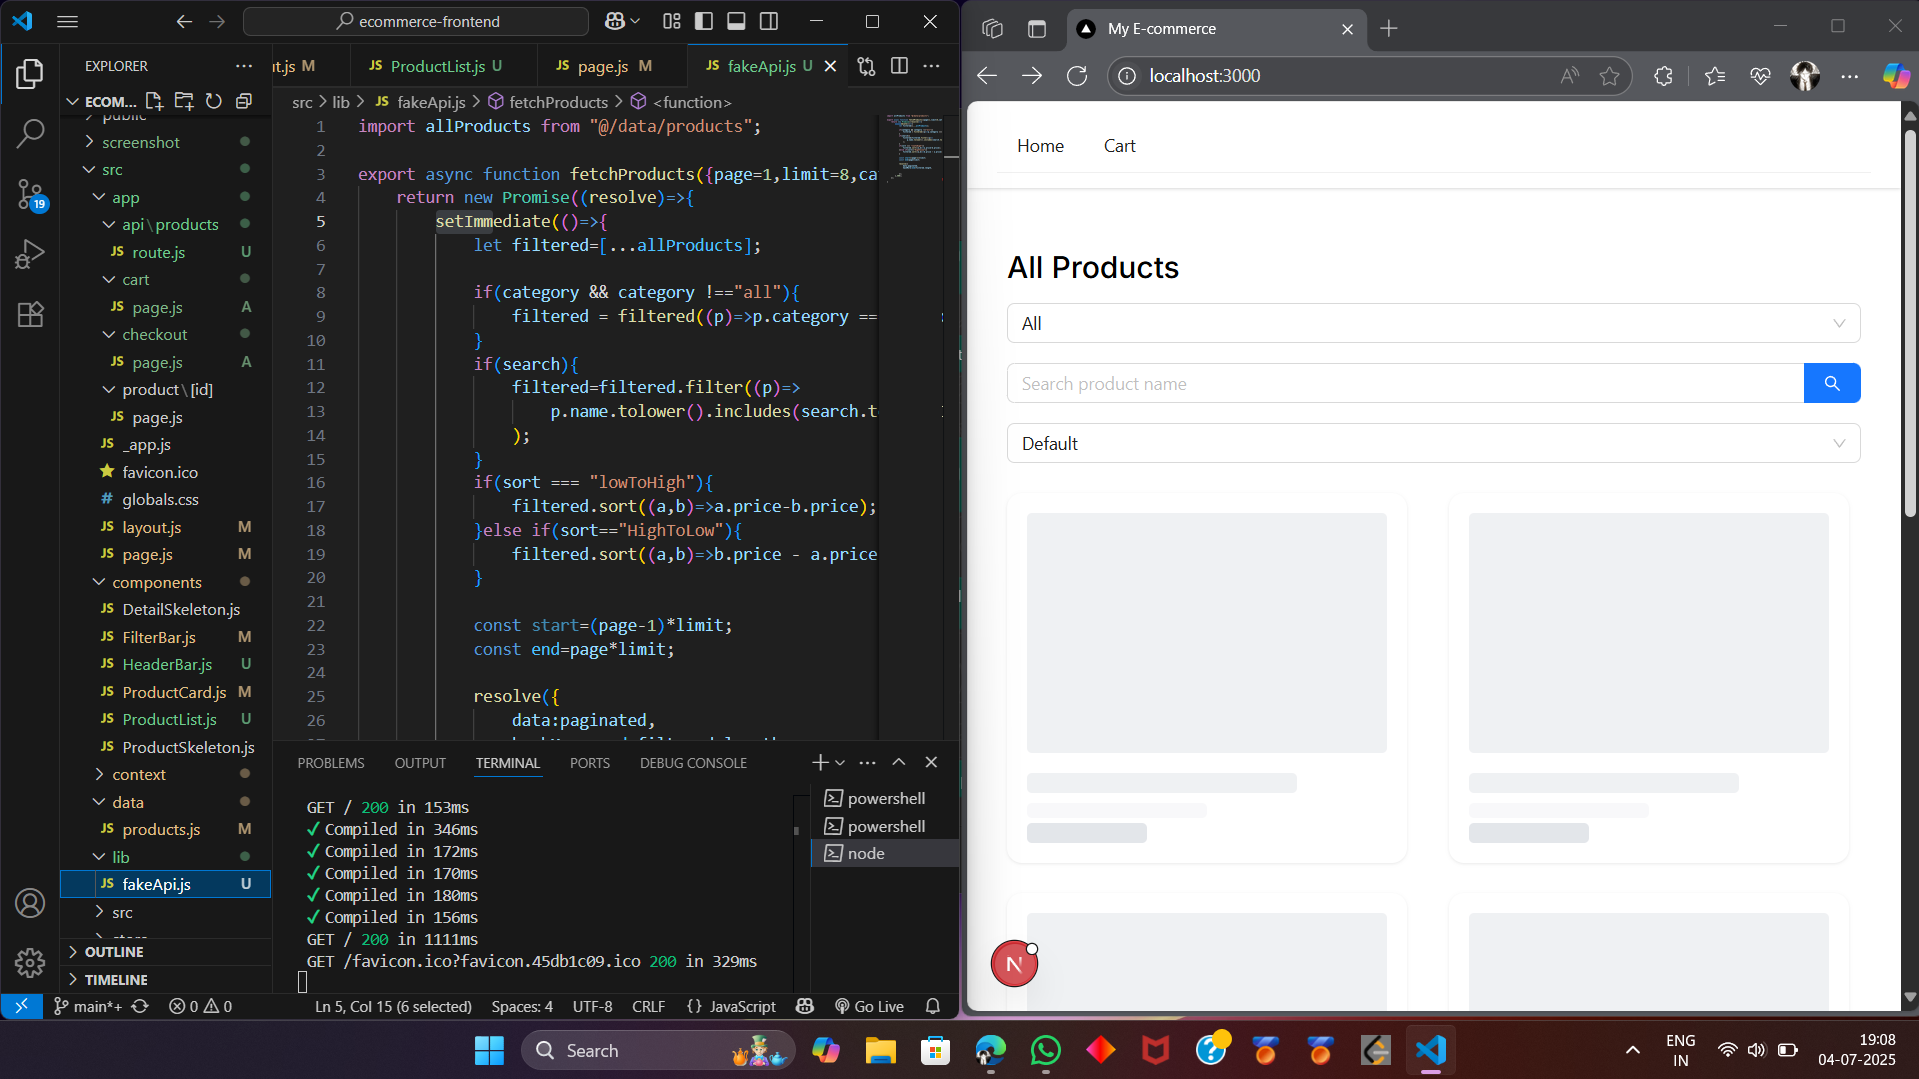 ecommerce-frontend
EXPLORER
ECOM...
public
screenshot
src
app
api\products
route.js U
cart
page.js A
checkout
page.js A
product\[id]
page.js
_app.js
favicon.ico
globals.css
layout.js M
page.js M
components
DetailSkeleton.js
FilterBar.js M
HeaderBar.js U
ProductCard.js M
ProductList.js U
ProductSkeleton.js
context
data
products.js M
lib
fakeApi.js U
src
OUTLINE
TIMELINE
19
t.js M
ProductList.js U
page.js M
fakeApi.js U
src > lib > JS fakeApi.js > fetchProducts > <function>
1 import allProducts from "@/data/products";
2
3 export async function fetchProducts({page=1,limit=8,ca
4 return new Promise((resolve)=>{
5 setImmediate(()=>{
6 let filtered=[...allProducts];
7
8 if(category && category !=="all"){
9 filtered = filtered((p)=>p.category ==
10 }
11 if(search){
12 filtered=filtered.filter((p)=>
13 p.name.tolower().includes(search.t
14 );
15 }
16 if(sort === "lowToHigh"){
17 filtered.sort((a,b)=>a.price-b.price);
18 }else if(sort=="HighToLow"){
19 filtered.sort((a,b)=>b.price - a.price
20 }
21
22 const start=(page-1)*limit;
23 const end=page*limit;
24
25 resolve({
26 data:paginated,
PROBLEMS OUTPUT TERMINAL PORTS DEBUG CONSOLE
GET / 200 in 153ms
✓ Compiled in 346ms
✓ Compiled in 172ms
✓ Compiled in 170ms
✓ Compiled in 180ms
✓ Compiled in 156ms
GET / 200 in 1111ms
GET /favicon.ico?favicon.45db1c09.ico 200 in 329ms
powershell
powershell
node
main*+ 0 0 Ln 5, Col 15 (6 selected) Spaces: 4 UTF-8 CRLF {} JavaScript Go Live
My E-commerce
localhost:3000
Home Cart
All Products
All
Search product name
Default
N
Search
ENG
IN
19:08
04-07-2025